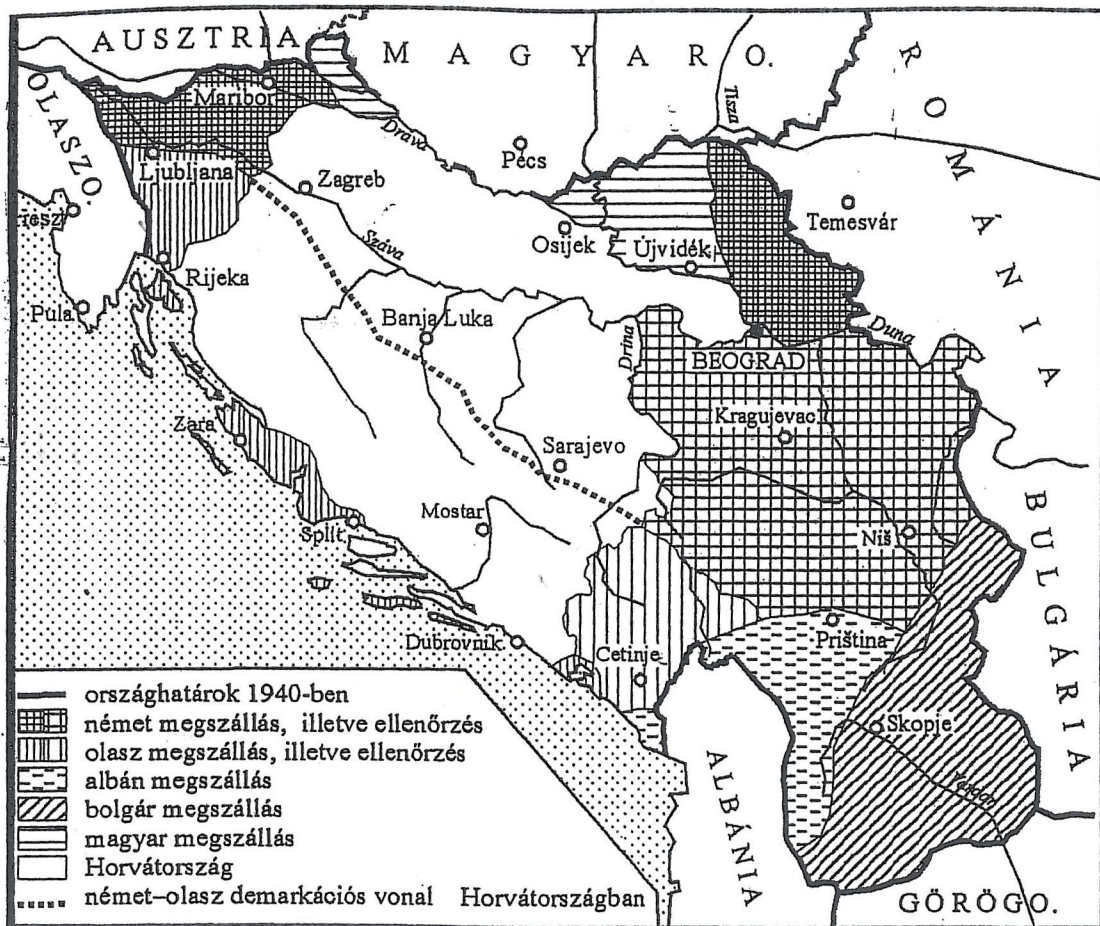 AUSZTRIA
MAGYARO.
ROMÁNIA
OLASZO.
Maribor
Dráva
Tisza
Pécs
Ljubljana
Zagreb
Temesvár
Osijek
Újvidék
Száva
Rijeka
Pula
Banja Luka
Drina
Duna
BEOGRAD
Kragujevac
Zára
Sarajevo
Split
Mostar
Niš
BULGÁRIA
Dubrovnik
Cetinje
Priština
Skopje
ALBÁNIA
GÖRÖGO.
országhatárok 1940-ben
német megszállás, illetve ellenőrzés
olasz megszállás, illetve ellenőrzés
albán megszállás
bolgár megszállás
magyar megszállás
Horvátország
német–olasz demarkációs vonal Horvátországban